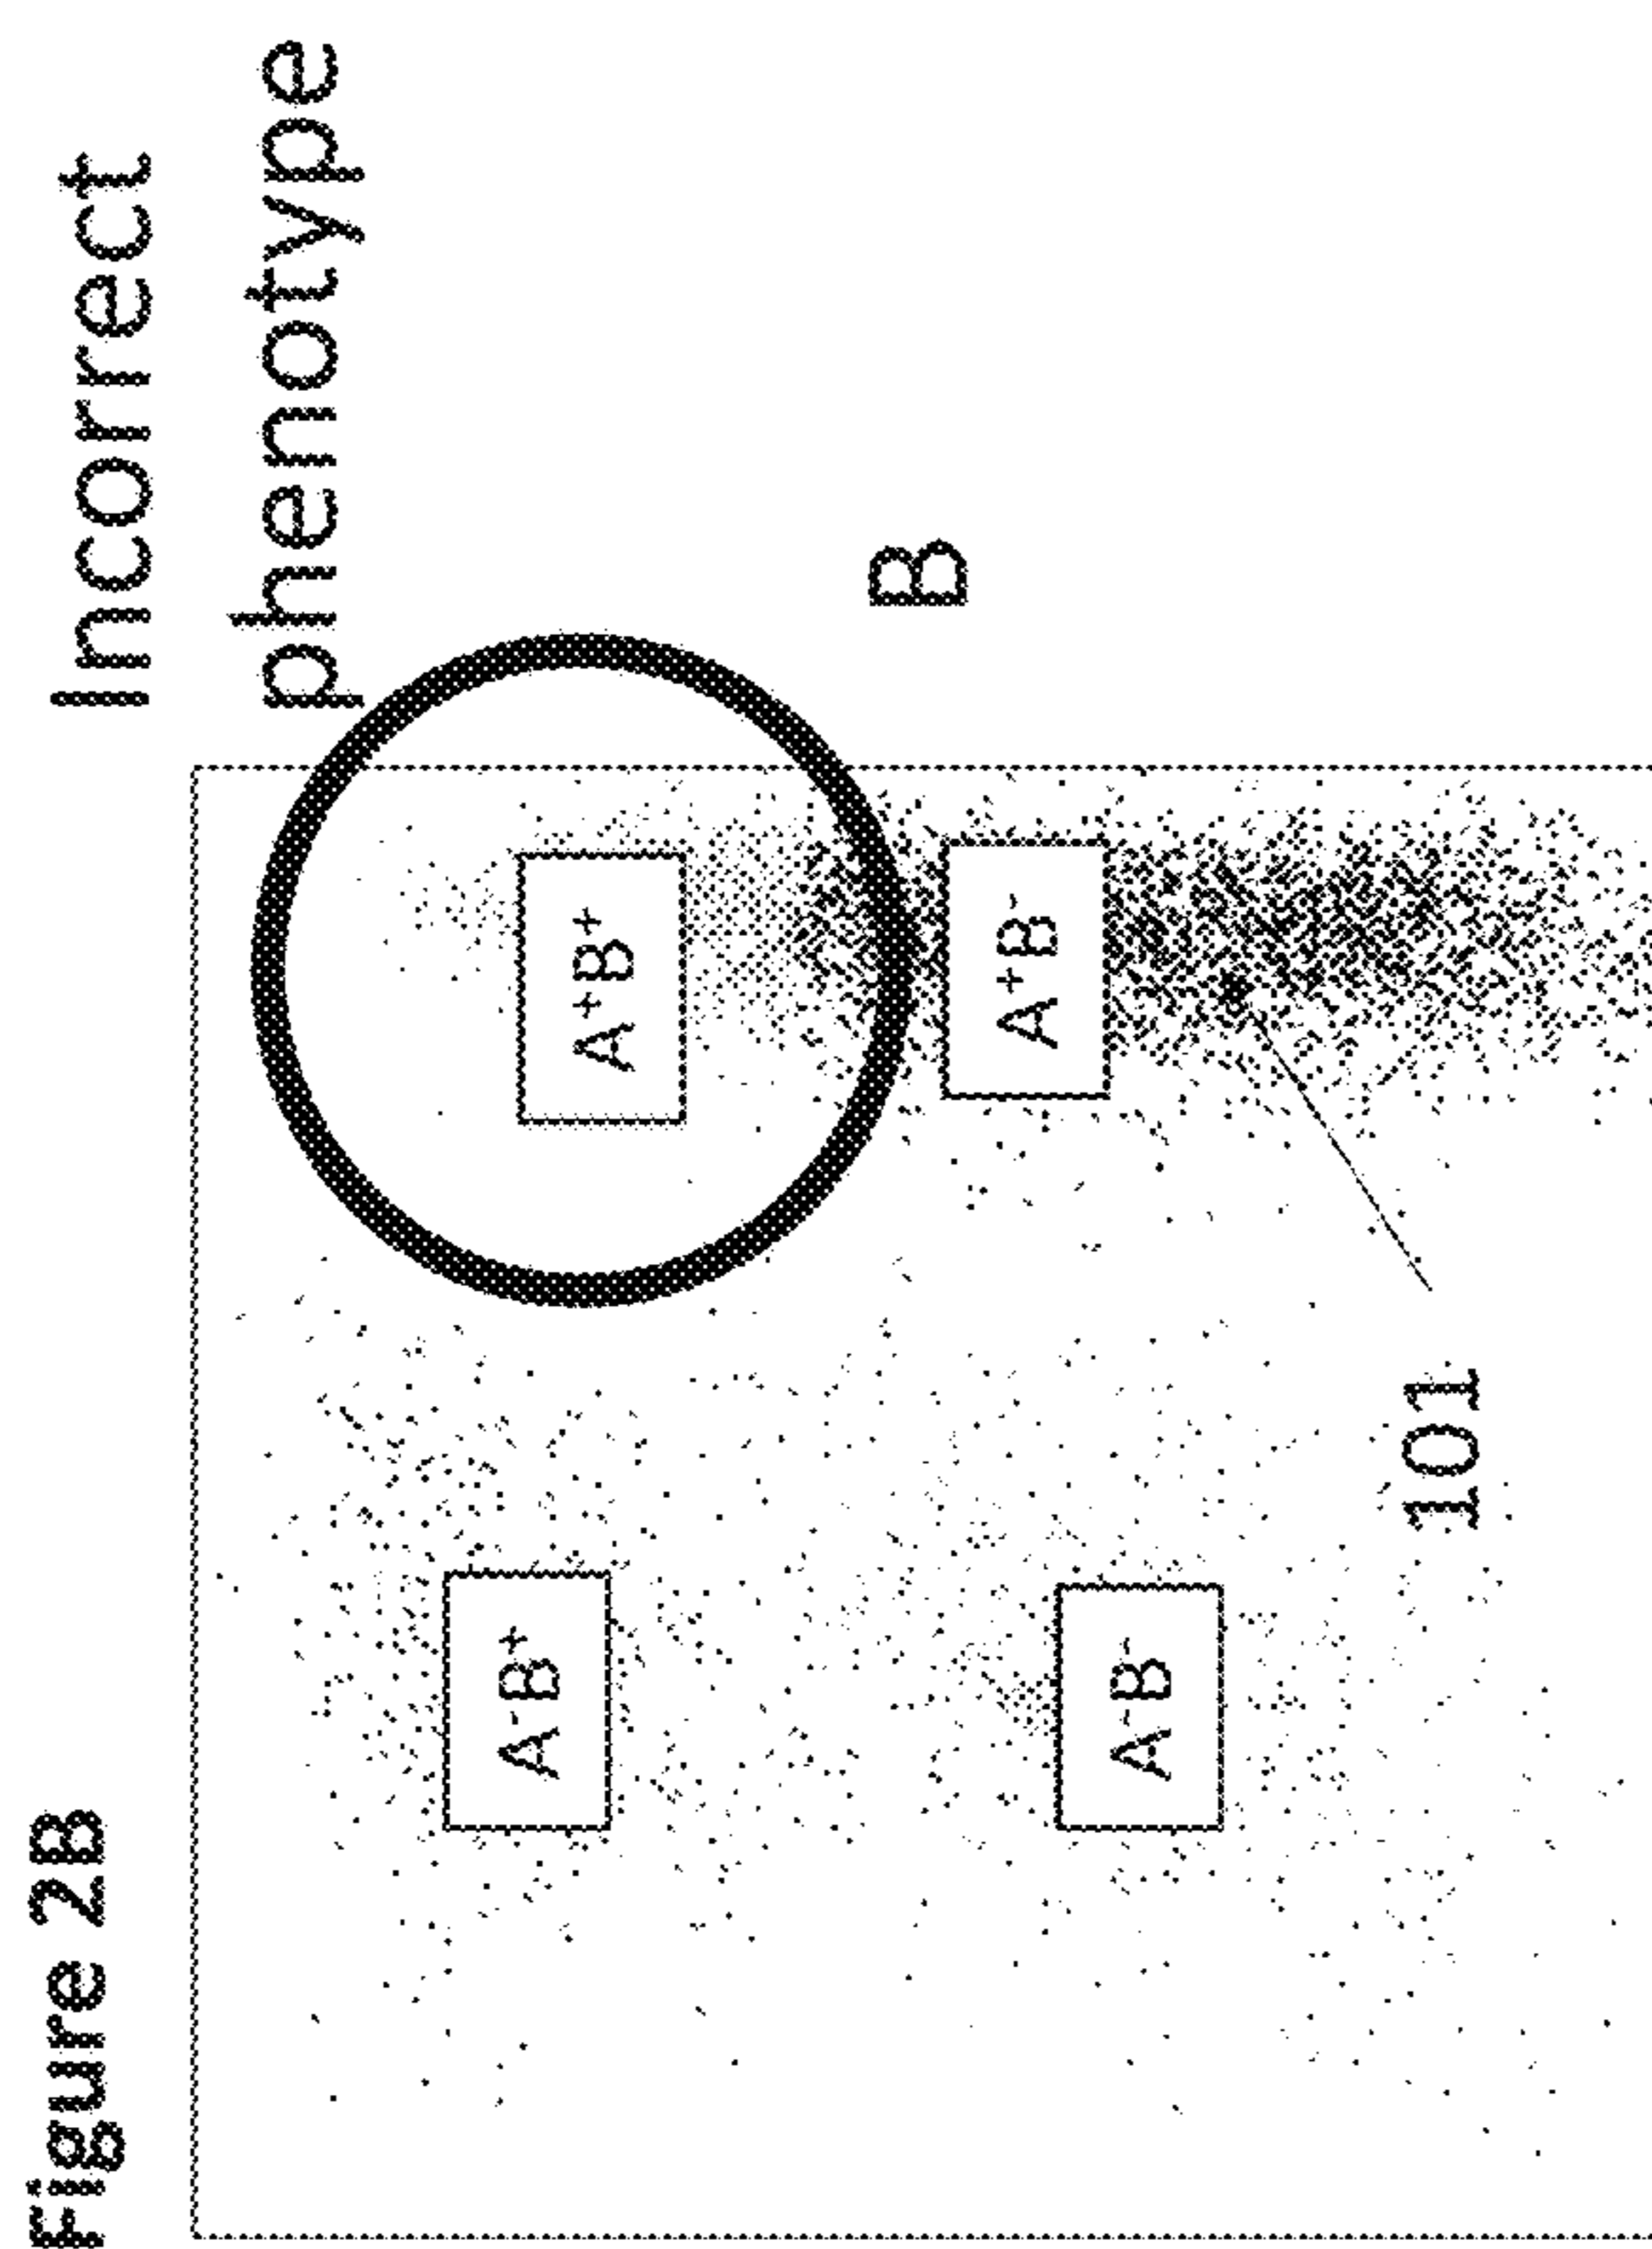 Figure 2B
Incorrect
phenotype
A⁻B⁺
A⁺B⁺
B
A⁺B⁻
A⁻B⁻
101